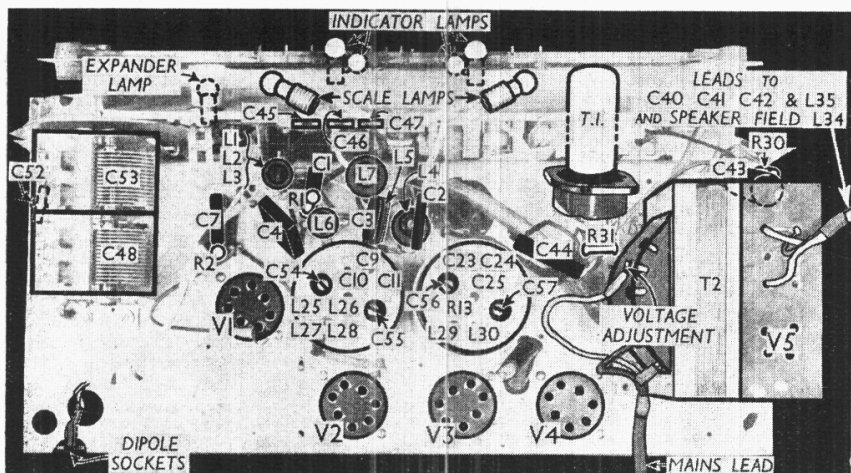 INDICATOR LAMPS
EXPANDER
LAMP
SCALE LAMPS
T.I.
LEADS TO
C40 C41 C42 & L35
AND SPEAKER FIELD L34
C45
C47
C46
R30
C43
L1
L2
L3
C1
L5
L4
C2
L7
C52
C53
R1
L6
C3
C7
C4
C44
R31
C48
R2
C9
C54
C10
C11
C23
C24
C25
C56
R13
C57
T2
L25
L26
L27
L28
C55
L29
L30
V1
VOLTAGE
ADJUSTMENT
V5
V2
V3
V4
DIPOLE
SOCKETS
MAINS LEAD